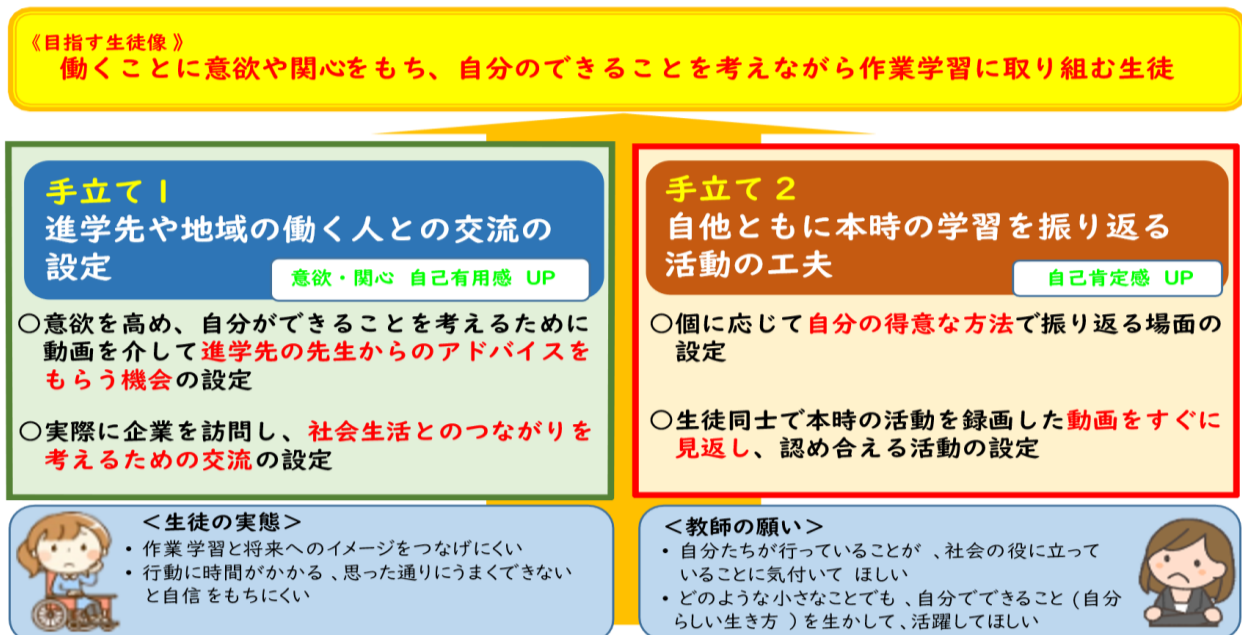 《目指す生徒像》
働くことに意欲や関心をもち、自分のできることを考えながら作業学習に取り組む生徒
手立て1
進学先や地域の働く人との交流の
設定
意欲・関心 自己有用感 UP
○意欲を高め、自分ができることを考えるために
動画を介して進学先の先生からのアドバイスを
もらう機会の設定
○実際に企業を訪問し、社会生活とのつながりを
考えるための交流の設定
手立て2
自他ともに本時の学習を振り返る
活動の工夫
自己肯定感 UP
○個に応じて自分の得意な方法で振り返る場面の
設定
○生徒同士で本時の活動を録画した動画をすぐに
見返し、認め合える活動の設定
<生徒の実態>
・作業学習と将来へのイメージをつなげにくい
・行動に時間がかかる、思った通りにうまくできない
と自信をもちにくい
<教師の願い>
・自分たちが行っていることが、社会の役に立って
いることに気付いて ほしい
・どのような小さなことでも、自分でできること(自分
らしい生き方)を生かして、活躍してほしい